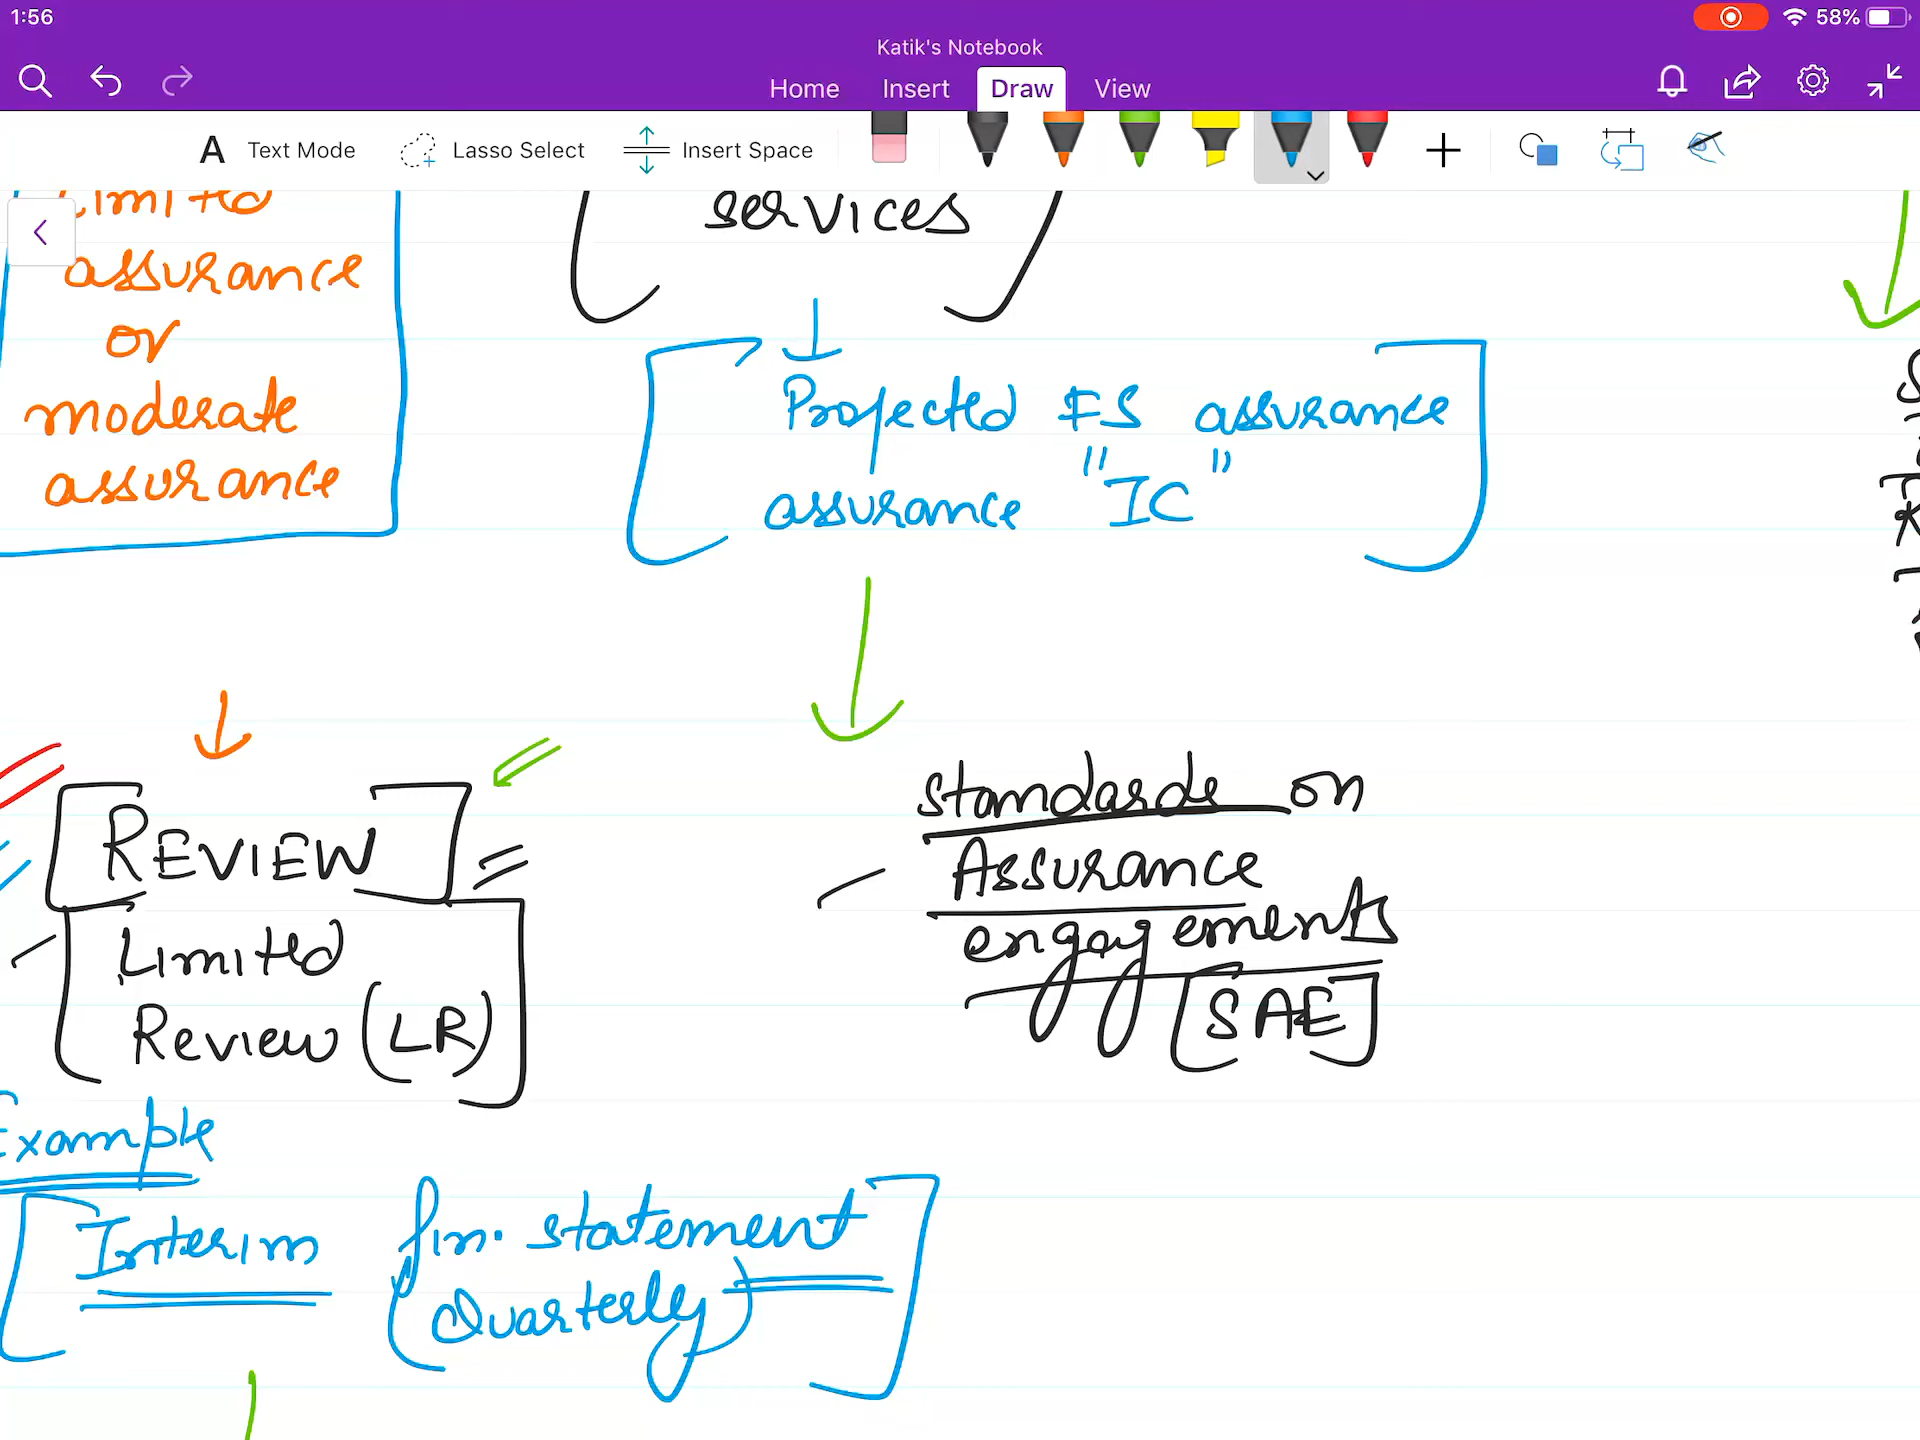 1:56
58%
Katik's Notebook
Home Insert Draw View
A Text Mode Lasso Select Insert Space
Limited
assurance
or
moderate
assurance
services
Projected FS assurance
assurance "IC"
REVIEW
Limited
Review (LR)
standards on
Assurance
engagements
[SAE]
Example
Interim fin. statement
(Quarterly)